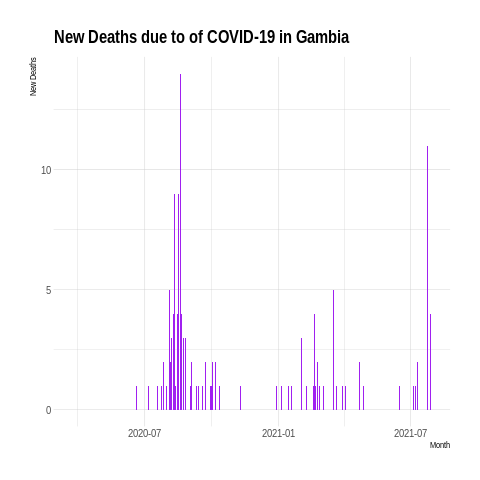 New Deaths due to of COVID-19 in Gambia
New Deaths
10
5
0
2020-07
2021-01
2021-07
Month